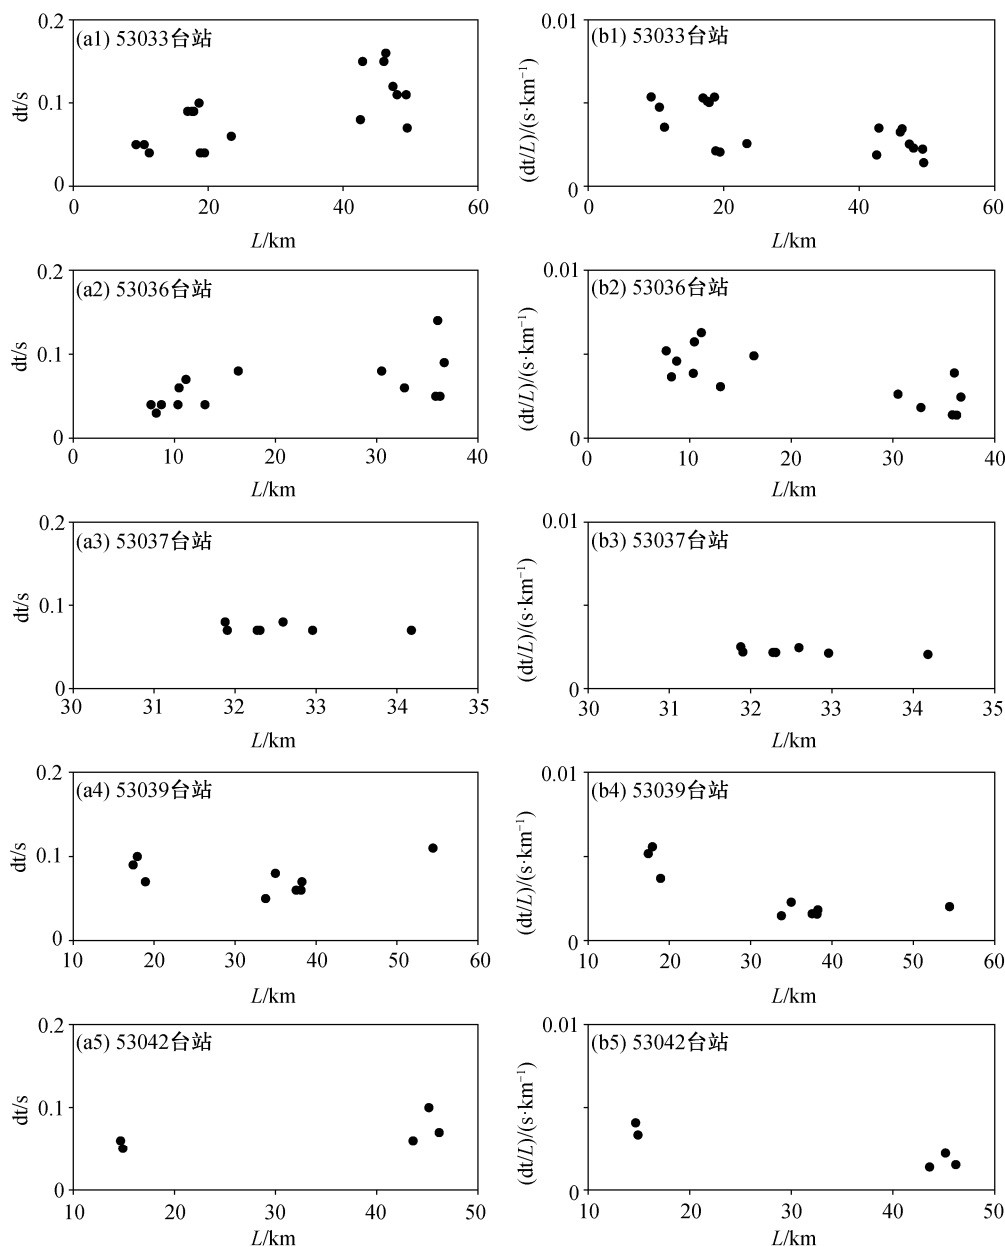 0.2
(a1) 53033台站
0.1
dt/s
0
0 20 40 60
L/km
0.01
(b1) 53033台站
(dt/L)/(s·km⁻¹)
0
0 20 40 60
L/km
0.2
(a2) 53036台站
0.1
dt/s
0
0 10 20 30 40
L/km
0.01
(b2) 53036台站
(dt/L)/(s·km⁻¹)
0
0 10 20 30 40
L/km
0.2
(a3) 53037台站
0.1
dt/s
0
30 31 32 33 34 35
L/km
0.01
(b3) 53037台站
(dt/L)/(s·km⁻¹)
0
30 31 32 33 34 35
L/km
0.2
(a4) 53039台站
0.1
dt/s
0
10 20 30 40 50 60
L/km
0.01
(b4) 53039台站
(dt/L)/(s·km⁻¹)
0
10 20 30 40 50 60
L/km
0.2
(a5) 53042台站
0.1
dt/s
0
10 20 30 40 50
L/km
0.01
(b5) 53042台站
(dt/L)/(s·km⁻¹)
0
10 20 30 40 50
L/km